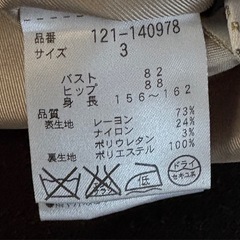 品番 121-140978
サイズ 3
バスト 82
ヒップ 88
身長 156～162
品質 73%
表生地 レーヨン 24%
ナイロン 3%
ポリウレタン 100%
裏生地 ポリエステル
低
ドライ
セキユ系